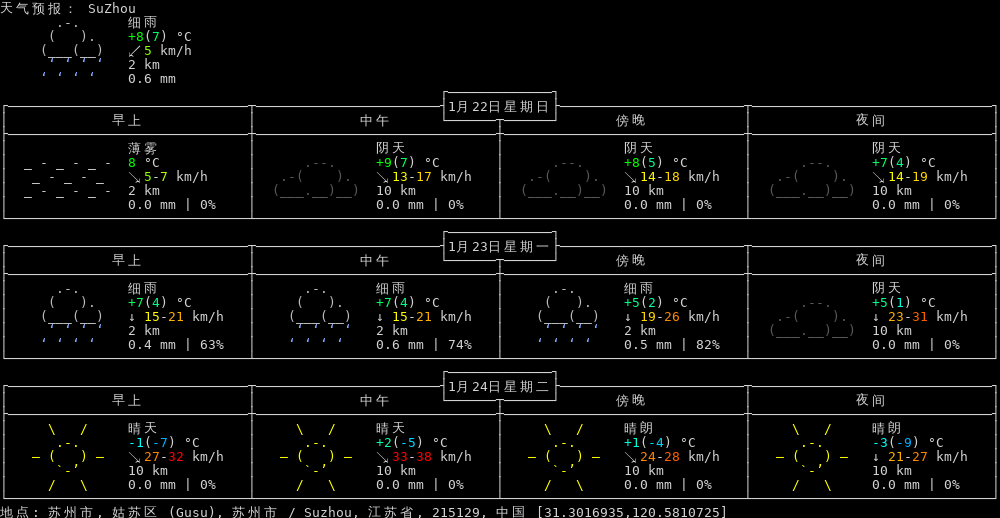 天气预报： SuZhou
细雨
+8(7) °C
↙5 km/h
2 km
0.6 mm
1月22日星期日
早上 中午 傍晚 夜间
薄雾 阴天 阴天 阴天
8 °C +9(7) °C +8(5) °C +7(4) °C
↘5-7 km/h ↘13-17 km/h ↘14-18 km/h ↘14-19 km/h
2 km 10 km 10 km 10 km
0.0 mm | 0% 0.0 mm | 0% 0.0 mm | 0% 0.0 mm | 0%
1月23日星期一
早上 中午 傍晚 夜间
细雨 细雨 细雨 阴天
+7(4) °C +7(4) °C +5(2) °C +5(1) °C
↓ 15-21 km/h ↓ 15-21 km/h ↓ 19-26 km/h ↓ 23-31 km/h
2 km 2 km 2 km 10 km
0.4 mm | 63% 0.6 mm | 74% 0.5 mm | 82% 0.0 mm | 0%
1月24日星期二
早上 中午 傍晚 夜间
晴天 晴天 晴朗 晴朗
-1(-7) °C +2(-5) °C +1(-4) °C -3(-9) °C
↘27-32 km/h ↘33-38 km/h ↘24-28 km/h ↓ 21-27 km/h
10 km 10 km 10 km 10 km
0.0 mm | 0% 0.0 mm | 0% 0.0 mm | 0% 0.0 mm | 0%
地点: 苏州市, 姑苏区 (Gusu), 苏州市 / Suzhou, 江苏省, 215129, 中国 [31.3016935,120.5810725]